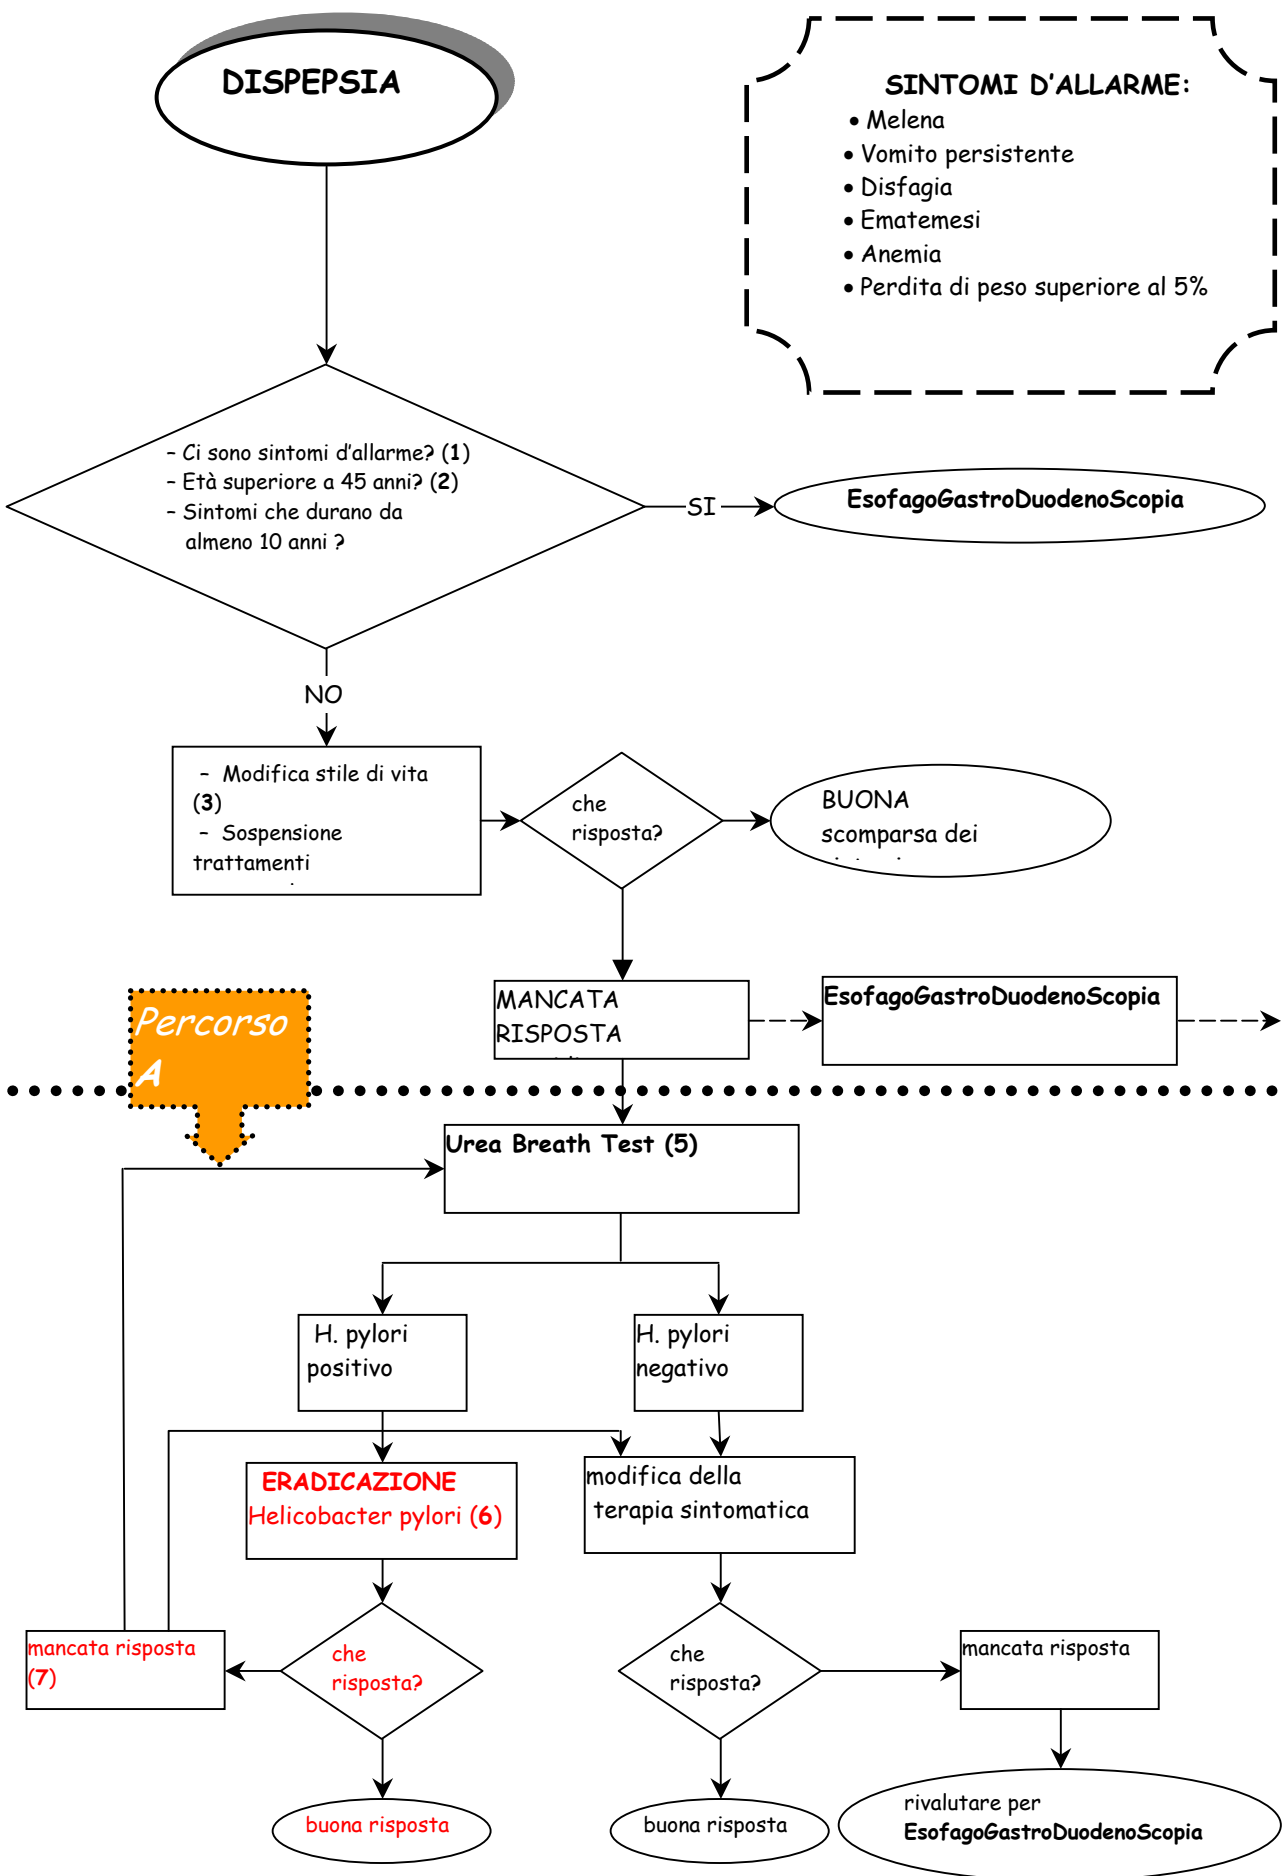 DISPEPSIA
SINTOMI D'ALLARME:
• Melena
• Vomito persistente
• Disfagia
• Ematemesi
• Anemia
• Perdita di peso superiore al 5%
– Ci sono sintomi d'allarme? (1)
– Età superiore a 45 anni? (2)
– Sintomi che durano da
almeno 10 anni ?
SI
EsofagoGastroDuodenoScopia
NO
– Modifica stile di vita
(3)
– Sospensione
trattamenti
che
risposta?
BUONA
scomparsa dei
MANCATA
RISPOSTA
EsofagoGastroDuodenoScopia
Percorso
A
Urea Breath Test (5)
H. pylori
positivo
H. pylori
negativo
ERADICAZIONE
Helicobacter pylori (6)
modifica della
terapia sintomatica
mancata risposta
(7)
che
risposta?
che
risposta?
mancata risposta
buona risposta
buona risposta
rivalutare per
EsofagoGastroDuodenoScopia